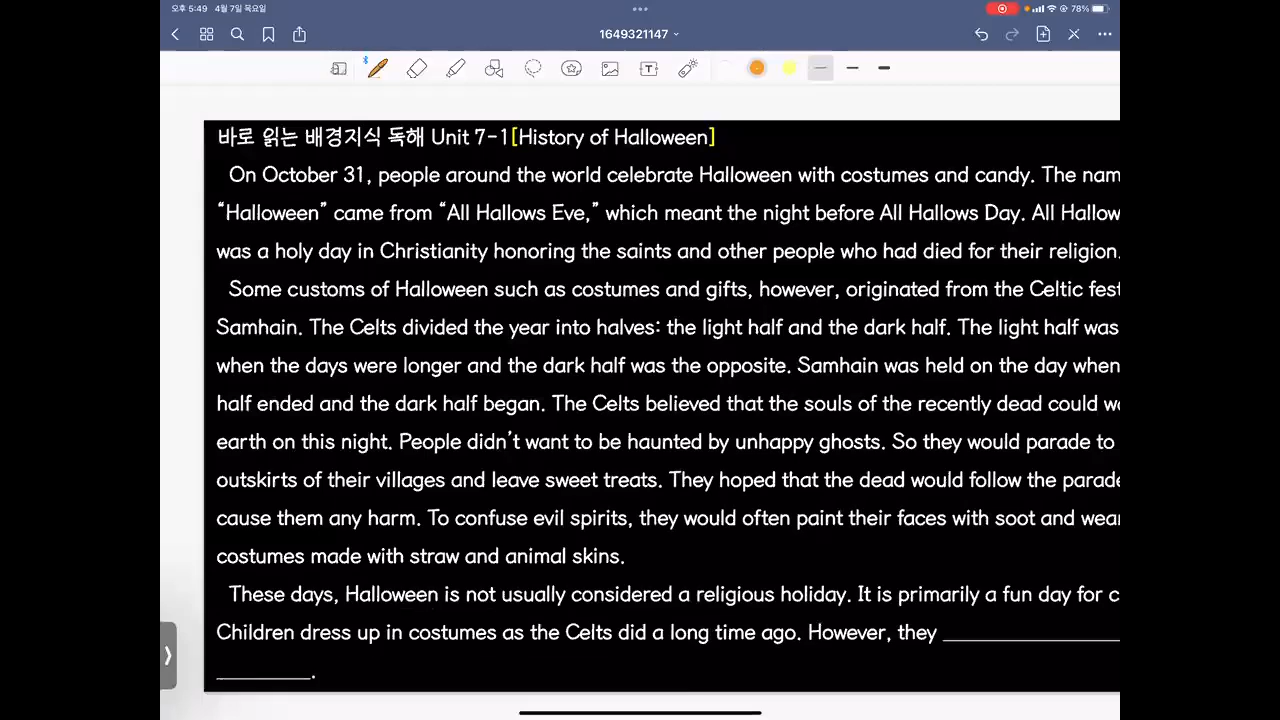 오후 5:49 4월 7일 목요일
78%
1649321147
바로 읽는 배경지식 독해 Unit 7-1[History of Halloween]
On October 31, people around the world celebrate Halloween with costumes and candy. The
“Halloween” came from “All Hallows Eve,” which meant the night before All Hallows Day. All
was a holy day in Christianity honoring the saints and other people who had died for their religion.
Some customs of Halloween such as costumes and gifts, however, originated from the Celtic
Samhain. The Celts divided the year into halves: the light half and the dark half. The light half was
when the days were longer and the dark half was the opposite. Samhain was held on the day when
half ended and the dark half began. The Celts believed that the souls of the recently dead could
earth on this night. People didn’t want to be haunted by unhappy ghosts. So they would parade to
outskirts of their villages and leave sweet treats. They hoped that the dead would follow the
cause them any harm. To confuse evil spirits, they would often paint their faces with soot and
costumes made with straw and animal skins.
These days, Halloween is not usually considered a religious holiday. It is primarily a fun day for
Children dress up in costumes as the Celts did a long time ago. However, they ____________________
__________.